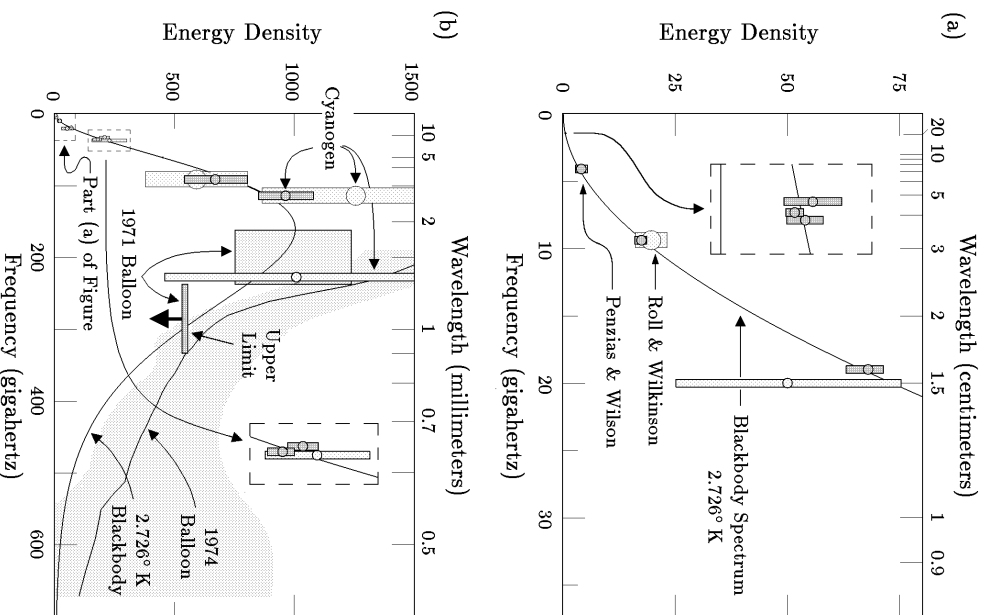 (a)
Wavelength (centimeters)
20
10
5
3
2
1.5
1
0.9
Energy Density
75
50
25
0
Roll & Wilkinson
Penzias & Wilson
Blackbody Spectrum
2.726° K
0
10
20
30
Frequency (gigahertz)
(b)
Wavelength (millimeters)
10
5
2
1
0.7
0.5
Energy Density
1500
1000
500
0
Cyanogen
1971 Balloon
Part (a) of Figure
Upper
Limit
1974
Balloon
2.726° K
Blackbody
0
200
400
600
Frequency (gigahertz)